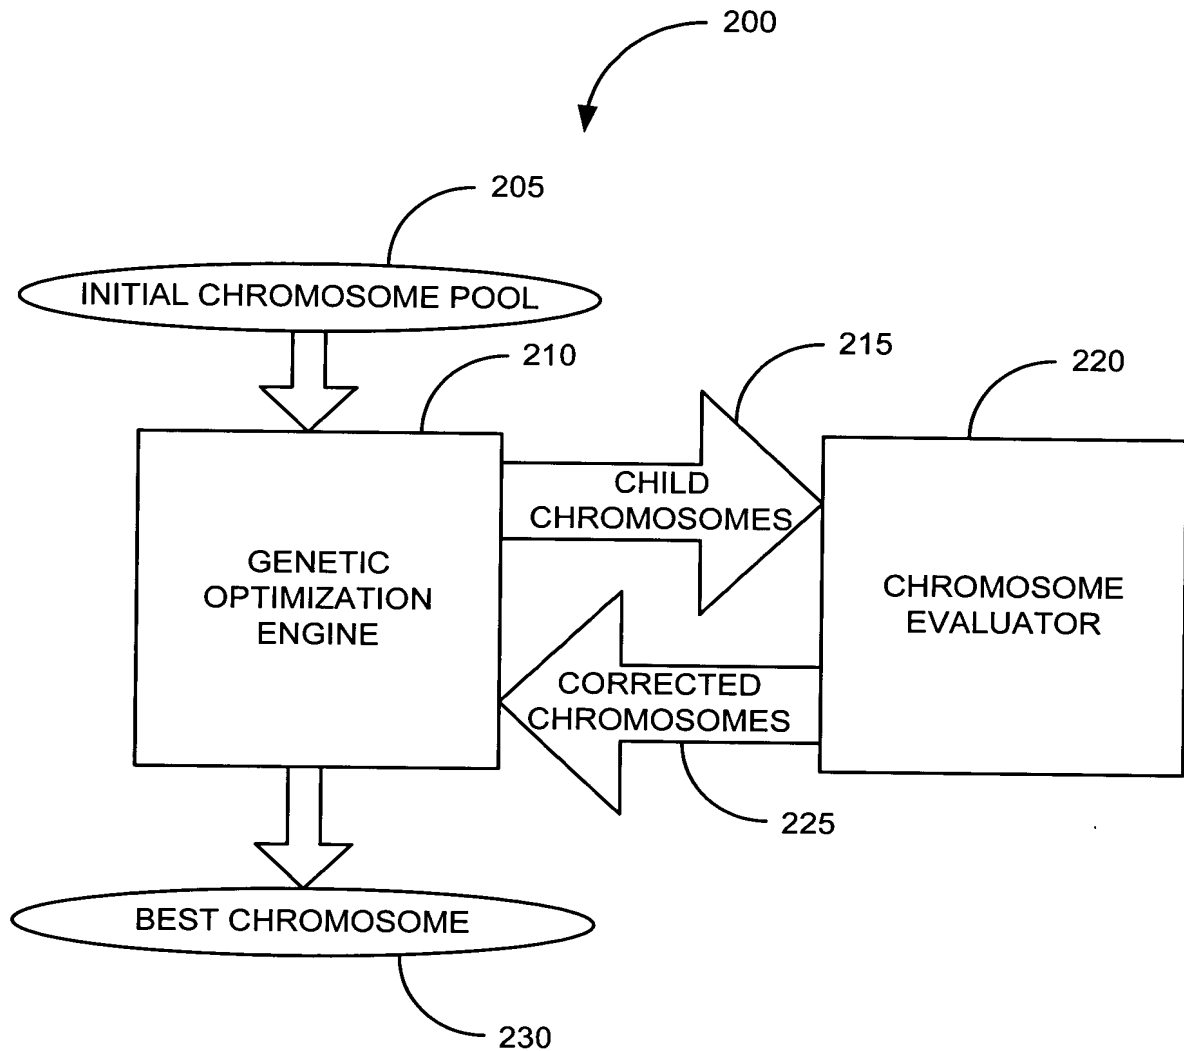 200
205
INITIAL CHROMOSOME POOL
210
215
220
CHILD
CHROMOSOMES
GENETIC
OPTIMIZATION
ENGINE
CHROMOSOME
EVALUATOR
CORRECTED
CHROMOSOMES
225
BEST CHROMOSOME
230